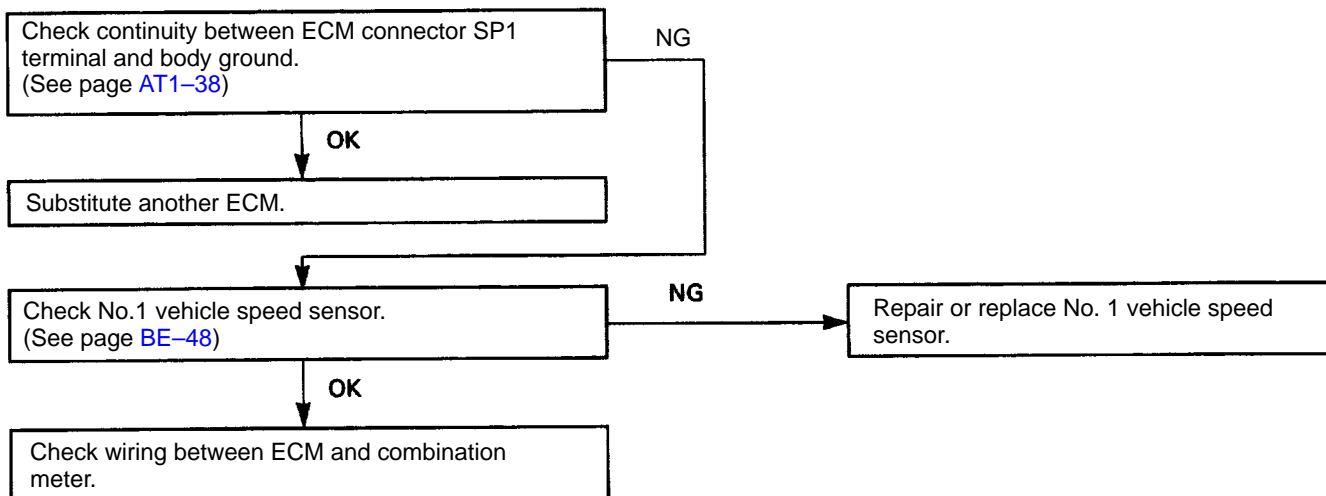 Check continuity between ECM connector SP1
terminal and body ground.
(See page AT1–38)
NG
OK
Substitute another ECM.
Check No.1 vehicle speed sensor.
(See page BE–48)
NG
Repair or replace No. 1 vehicle speed
sensor.
OK
Check wiring between ECM and combination
meter.